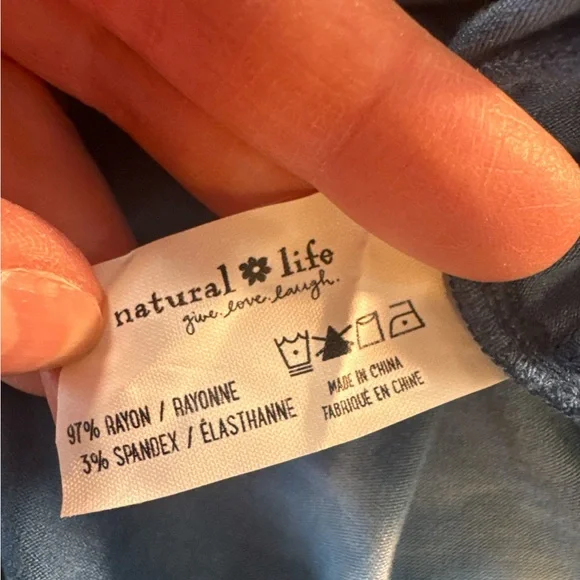 natural life
give. love. laugh.
97% RAYON / RAYONNE
3% SPANDEX / ÉLASTHANNE
MADE IN CHINA
FABRIQUÉ EN CHINE